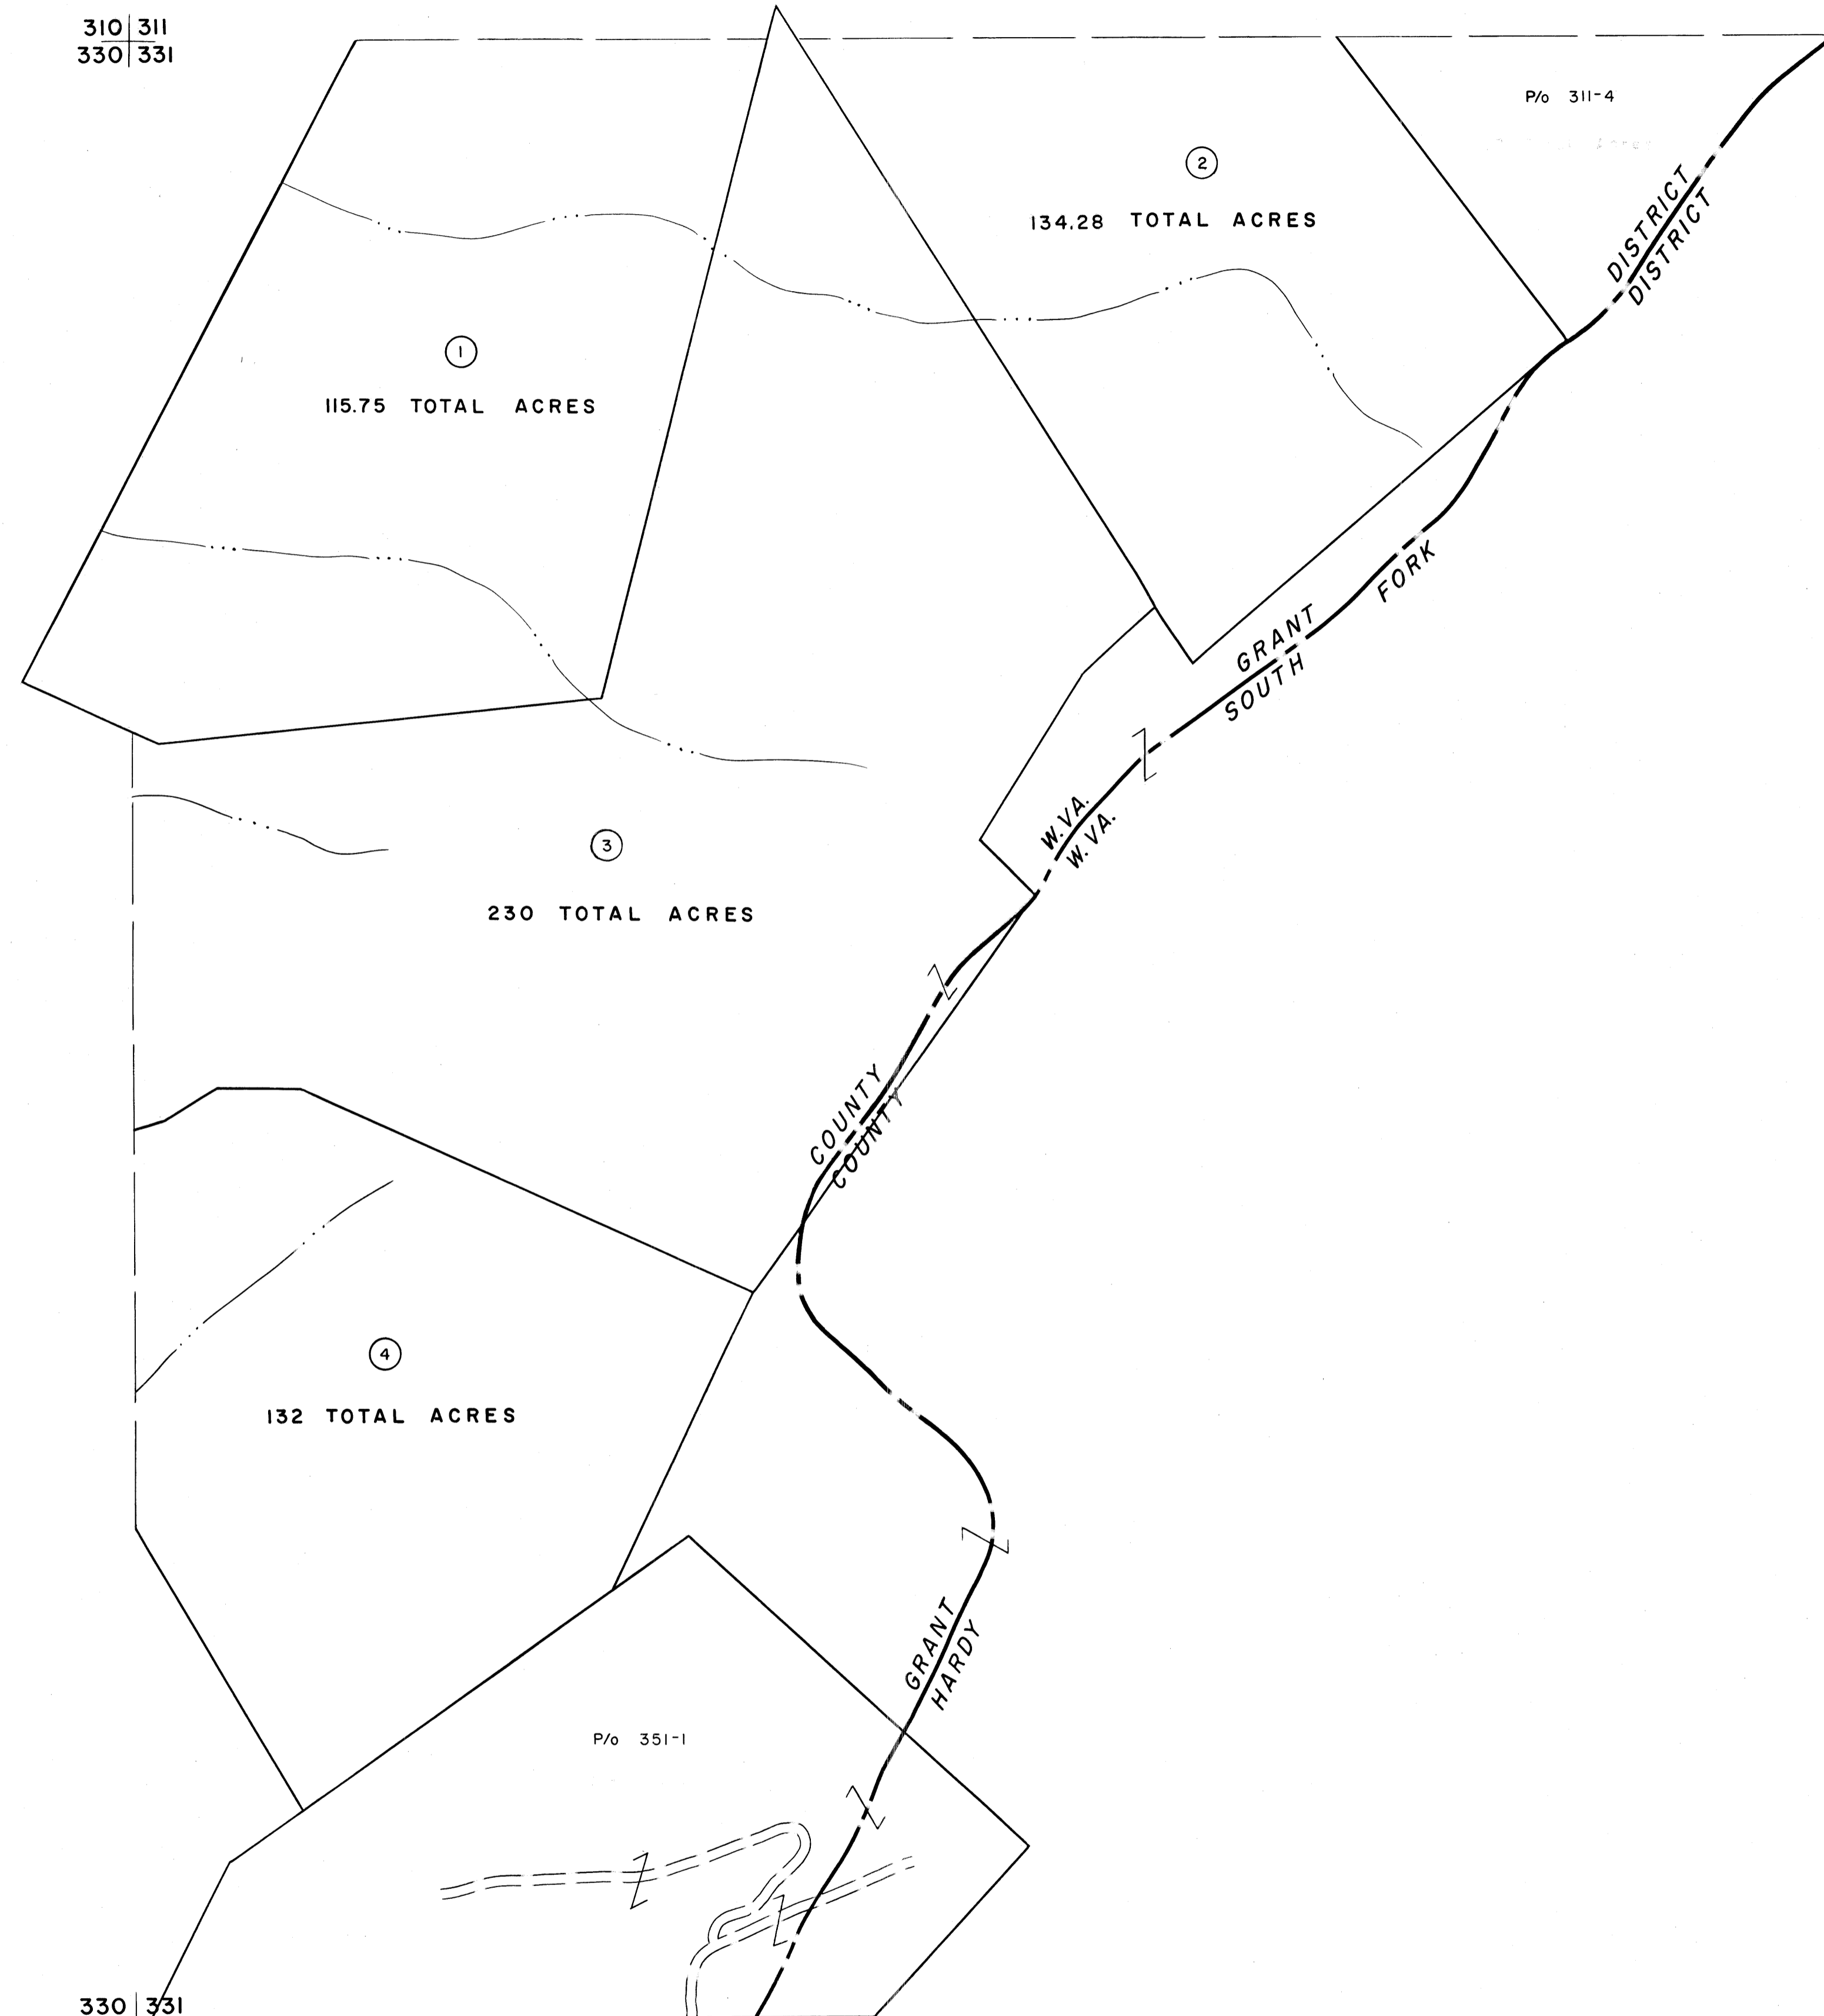 310 311
330 331
P/o 311-4
2
134.28 TOTAL ACRES
DISTRICT
DISTRICT
1
115.75 TOTAL ACRES
GRANT
SOUTH FORK
W.VA.
W.VA.
3
230 TOTAL ACRES
COUNTY
COUNTY
4
132 TOTAL ACRES
GRANT
HARDY
P/o 351-1
330 331